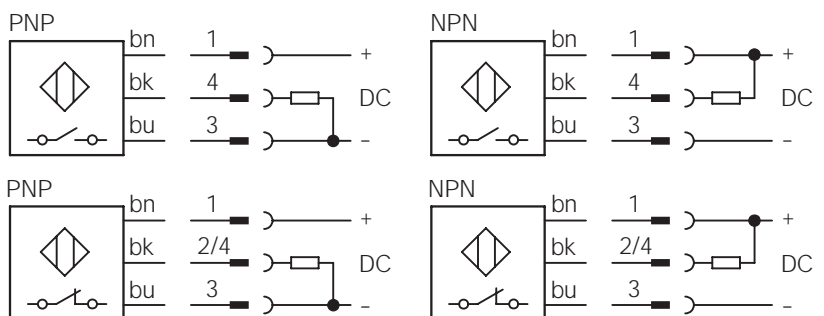 PNP
bn 1 +
bk 4 DC
bu 3 –
NPN
bn 1 +
bk 4 DC
bu 3 –
PNP
bn 1 +
bk 2/4 DC
bu 3 –
NPN
bn 1 +
bk 2/4 DC
bu 3 –